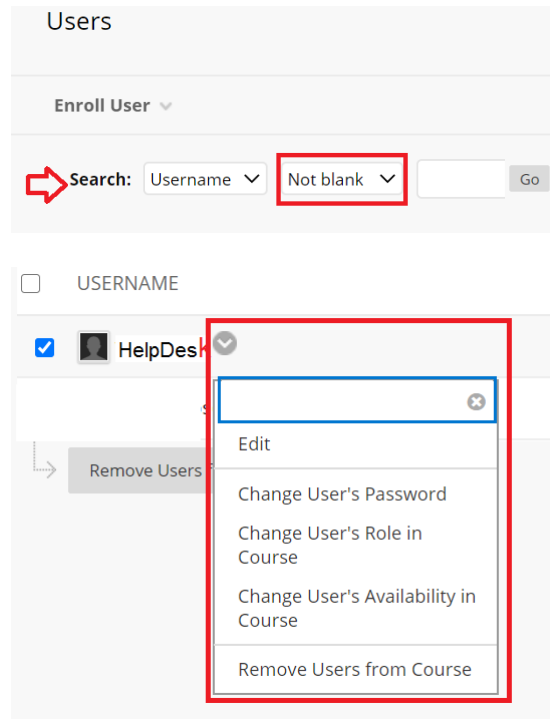 Users
Enroll User
Search: Username Not blank Go
USERNAME
HelpDesk
Edit
Remove Users
Change User's Password
Change User's Role in
Course
Change User's Availability in
Course
Remove Users from Course